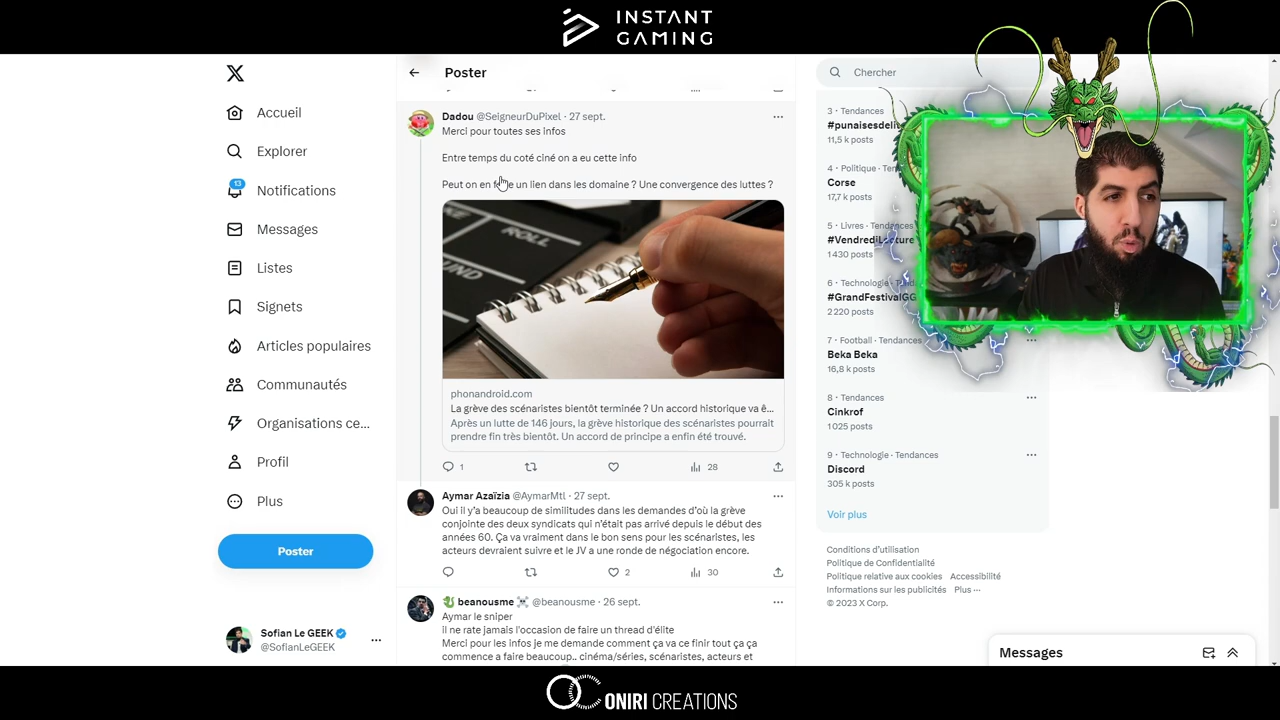 INSTANT
GAMING
Poster
Chercher
Accueil
Explorer
13
Notifications
Messages
Listes
Signets
Articles populaires
Communautés
Organisations ce...
Profil
Plus
Poster
Sofian Le GEEK
@SofianLeGEEK
Dadou @SeigneurDuPixel · 27 sept.
Merci pour toutes ses infos
Entre temps du coté ciné on a eu cette info
Peut on en un lien dans les domaine ? Une convergence des luttes ?
ROLL
phonandroid.com
La grève des scénaristes bientôt terminée ? Un accord historique va ê...
Après un lutte de 146 jours, la grève historique des scénaristes pourrait
prendre fin très bientôt. Un accord de principe a enfin été trouvé.
1
28
Aymar Azaïzia @AymarMtl · 27 sept.
Oui il y'a beaucoup de similitudes dans les demandes d'où la grève
conjointe des deux syndicats qui n'était pas arrivé depuis le début des
années 60. Ça va vraiment dans le bon sens pour les scénaristes, les
acteurs devraient suivre et le JV a une ronde de négociation encore.
2
30
beanousme @beanousme · 26 sept.
Aymar le sniper
il ne rate jamais l'occasion de faire un thread d'élite
Merci pour les infos je me demande comment ça va ce finir tout ça ça
commence a faire beaucoup.. cinéma/séries, scénaristes, acteurs et
3 · Tendances
11,5 k posts
4 · Politique · Tendances
Corse
17,7 k posts
5 · Livres · Tendances
#VendrediLecture
1 430 posts
6 · Technologie
#GrandFestivalGG
2 220 posts
7 · Football · Tendances
Beka Beka
16,8 k posts
8 · Tendances
Cinkrof
1 025 posts
9 · Technologie · Tendances
Discord
305 k posts
Voir plus
Conditions d'utilisation
Politique de Confidentialité
Politique relative aux cookies Accessibilité
Informations sur les publicités Plus ···
© 2023 X Corp.
Messages
ONIRI CREATIONS